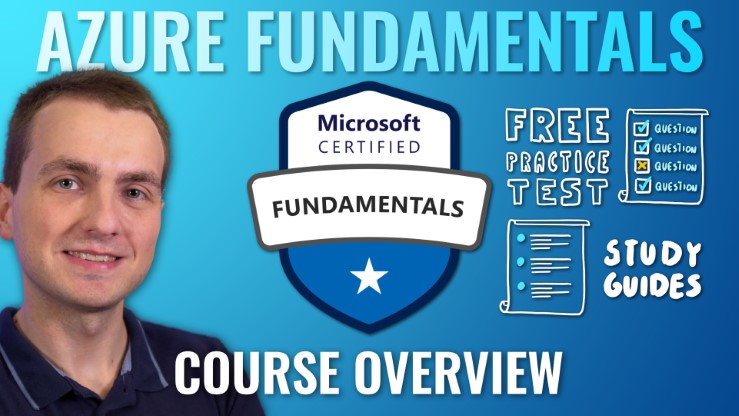 AZURE FUNDAMENTALS
Microsoft
CERTIFIED
FUNDAMENTALS
FREE
PRACTICE
TEST
QUESTION
QUESTION
QUESTION
QUESTION
STUDY
GUIDES
COURSE OVERVIEW